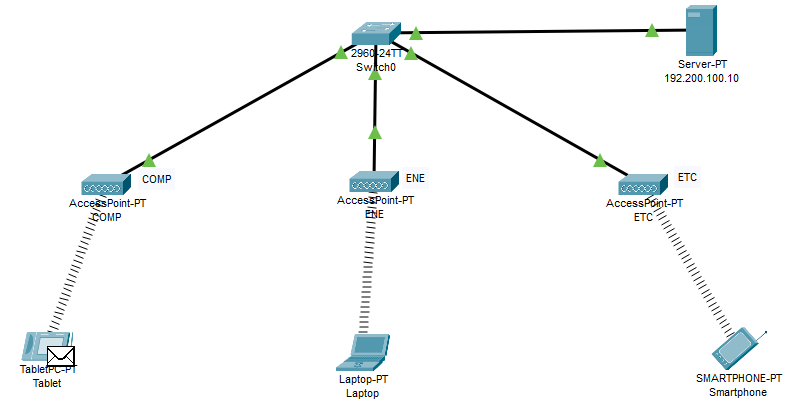 2960-24TT
Switch0
Server-PT
192.200.100.10
COMP
AccessPoint-PT
COMP
ENE
AccessPoint-PT
ENE
ETC
AccessPoint-PT
ETC
TabletPC-PT
Tablet
Laptop-PT
Laptop
SMARTPHONE-PT
Smartphone